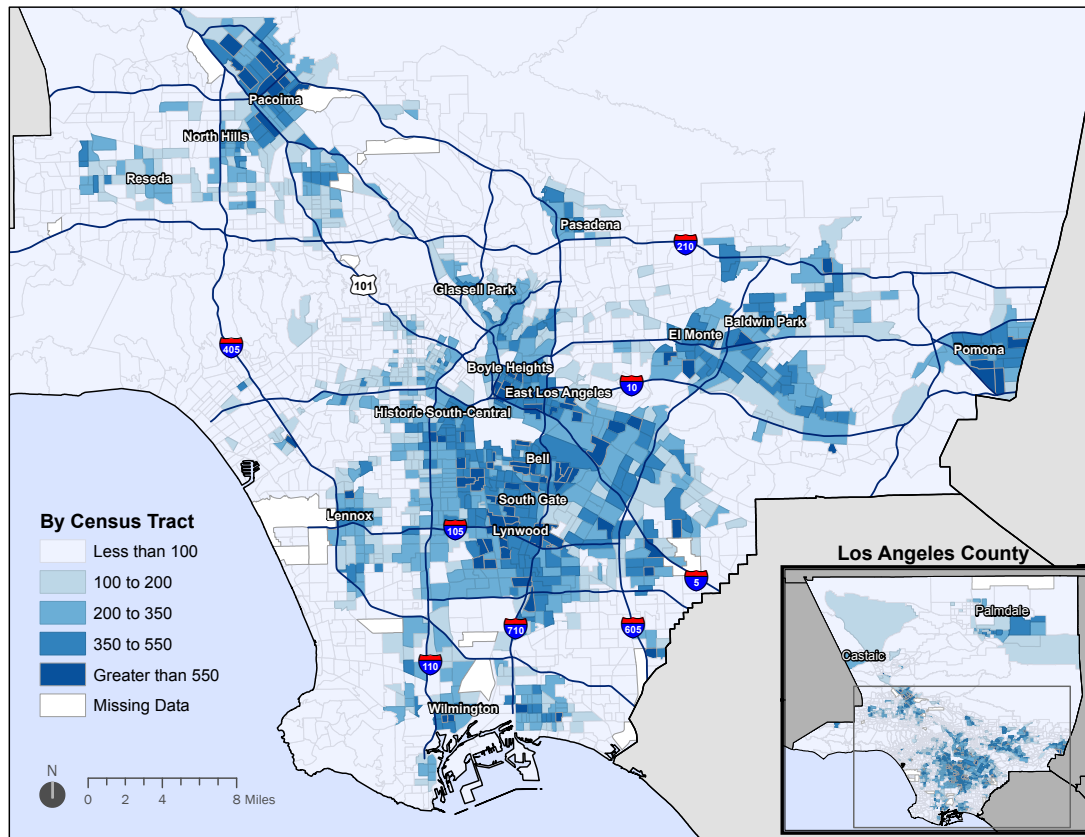 Pacoima
North Hills
Reseda
Pasadena
210
101
Glassell Park
Baldwin Park
El Monte
405
Pomona
Boyle Heights
East Los Angeles
10
Historic South-Central
Bell
South Gate
Lennox
105
Lynwood
5
710
605
110
Wilmington
By Census Tract
Less than 100
100 to 200
200 to 350
350 to 550
Greater than 550
Missing Data
N
0 2 4 8 Miles
Los Angeles County
Palmdale
Castaic